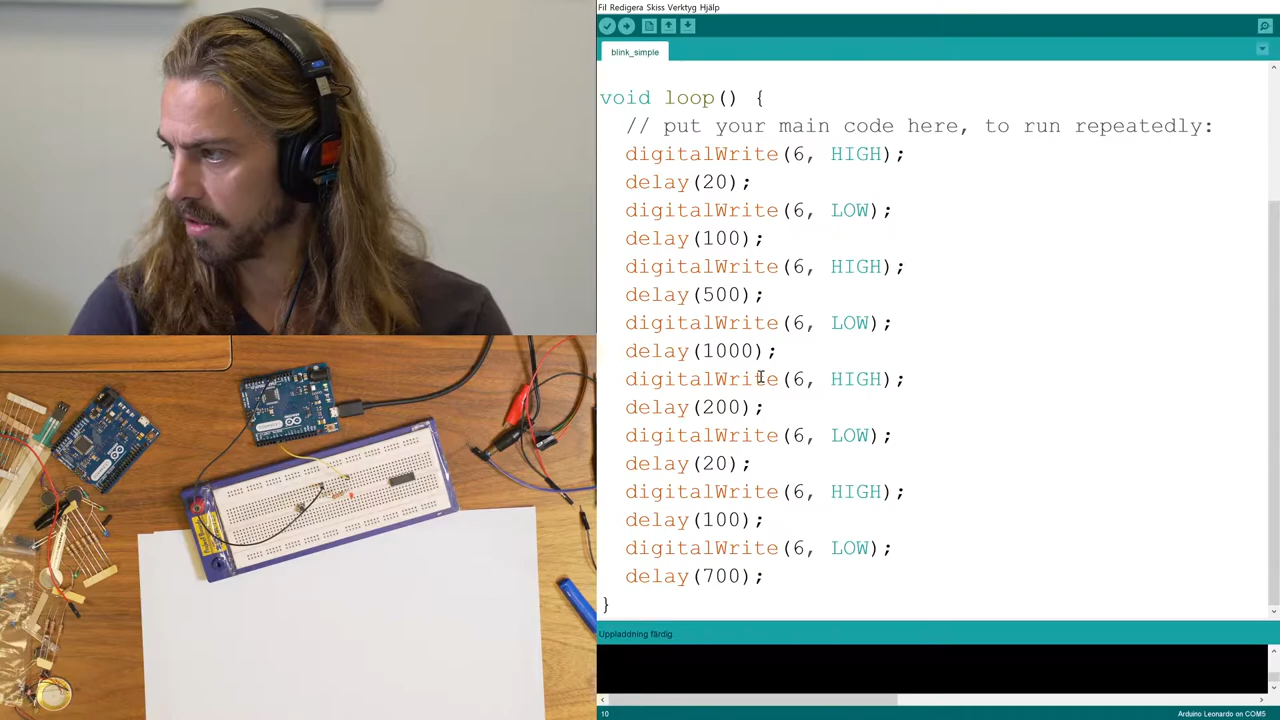 Fil Redigera Skiss Verktyg Hjälp
blink_simple
void loop() {
// put your main code here, to run repeatedly:
digitalWrite(6, HIGH);
delay(20);
digitalWrite(6, LOW);
delay(100);
digitalWrite(6, HIGH);
delay(500);
digitalWrite(6, LOW);
delay(1000);
digitalWrite(6, HIGH);
delay(200);
digitalWrite(6, LOW);
delay(20);
digitalWrite(6, HIGH);
delay(100);
digitalWrite(6, LOW);
delay(700);
}
Uppladdning färdig
10
Arduino Leonardo on COM5